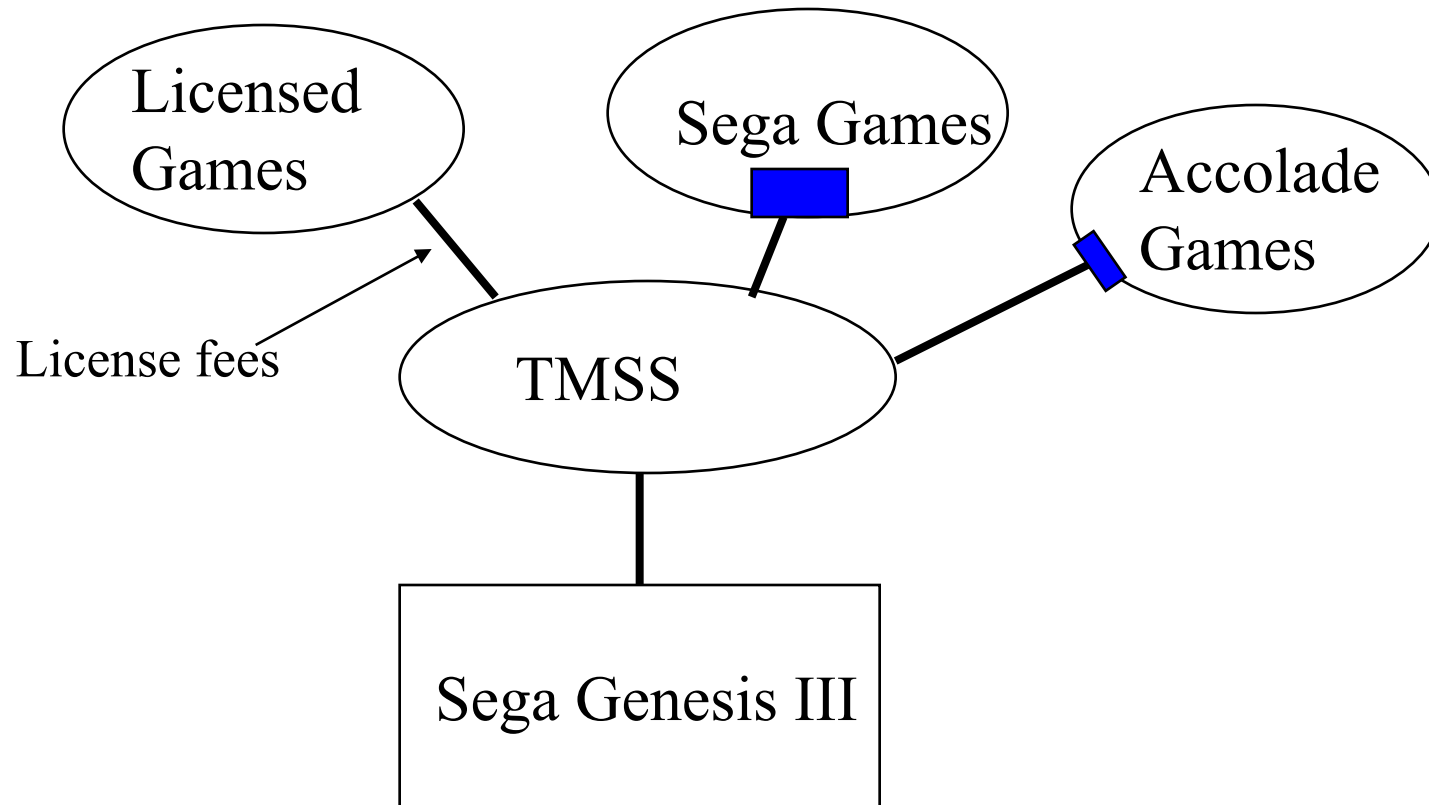 Licensed
Games
Sega Games
Accolade
Games
License fees
TMSS
Sega Genesis III